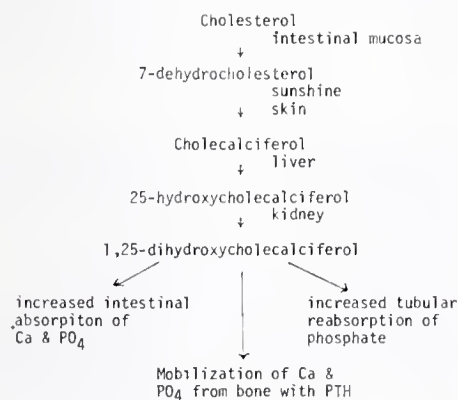 Cholesterol
intestinal mucosa
7-dehydrocholesterol
sunshine
skin
Cholecalciferol
liver
25-hydroxycholecalciferol
kidney
1,25-dihydroxycholecalciferol
increased intestinal
absorpiton of
Ca & PO4
increased tubular
reabsorption of
phosphate
Mobilization of Ca &
PO4 from bone with PTH